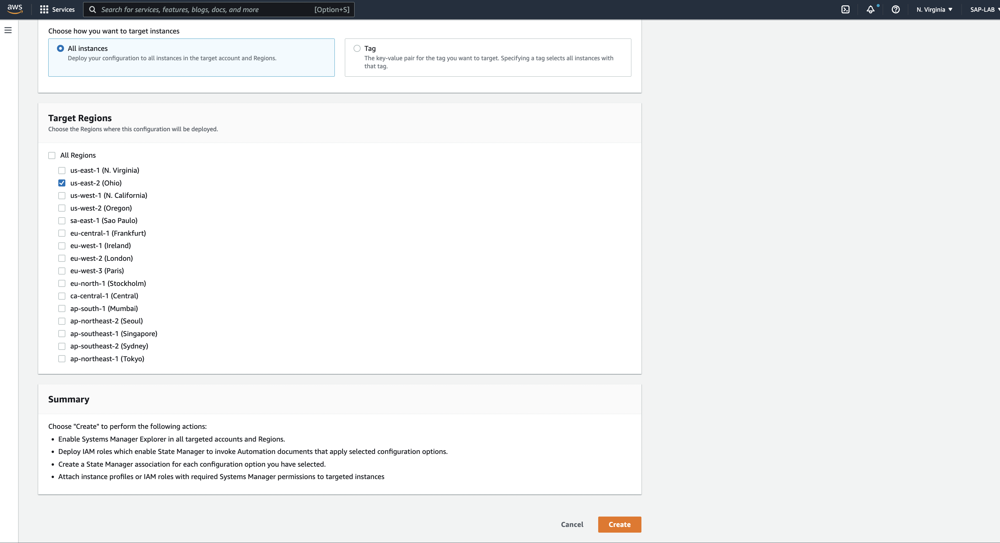 aws Services Search for services, features, blogs, docs, and more [Option+S] N. Virginia ▼ SAP-LAB
Choose how you want to target instances
All instances
Deploy your configuration to all instances in the target account and Regions.
Tag
The key-value pair for the tag you want to target. Specifying a tag selects all instances with
that tag.
Target Regions
Choose the Regions where this configuration will be deployed.
All Regions
us-east-1 (N. Virginia)
us-east-2 (Ohio)
us-west-1 (N. California)
us-west-2 (Oregon)
sa-east-1 (Sao Paulo)
eu-central-1 (Frankfurt)
eu-west-1 (Ireland)
eu-west-2 (London)
eu-west-3 (Paris)
eu-north-1 (Stockholm)
ca-central-1 (Central)
ap-south-1 (Mumbai)
ap-northeast-2 (Seoul)
ap-southeast-1 (Singapore)
ap-southeast-2 (Sydney)
ap-northeast-1 (Tokyo)
Summary
Choose "Create" to perform the following actions:
• Enable Systems Manager Explorer in all targeted accounts and Regions.
• Deploy IAM roles which enable State Manager to invoke Automation documents that apply selected configuration options.
• Create a State Manager association for each configuration option you have selected.
• Attach instance profiles or IAM roles with required Systems Manager permissions to targeted instances
Cancel Create